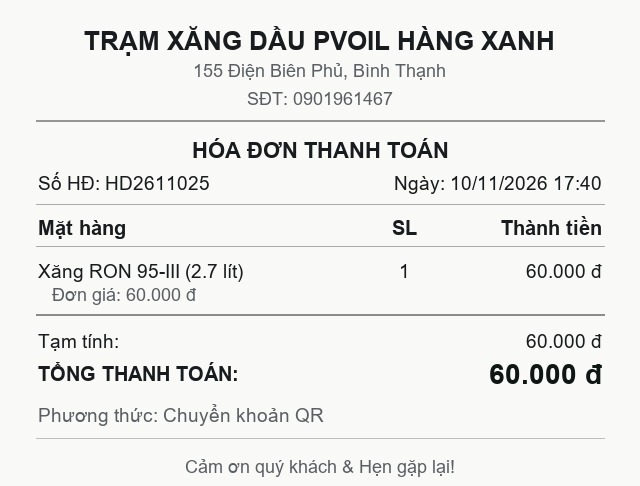 TRẠM XĂNG DẦU PVOIL HÀNG XANH
155 Điện Biên Phủ, Bình Thạnh
SĐT: 0901961467
HÓA ĐƠN THANH TOÁN
Số HĐ: HD2611025 Ngày: 10/11/2026 17:40
Mặt hàng SL Thành tiền
Xăng RON 95-III (2.7 lít) 1 60.000 đ
Đơn giá: 60.000 đ
Tạm tính: 60.000 đ
TỔNG THANH TOÁN: 60.000 đ
Phương thức: Chuyển khoản QR
Cảm ơn quý khách & Hẹn gặp lại!